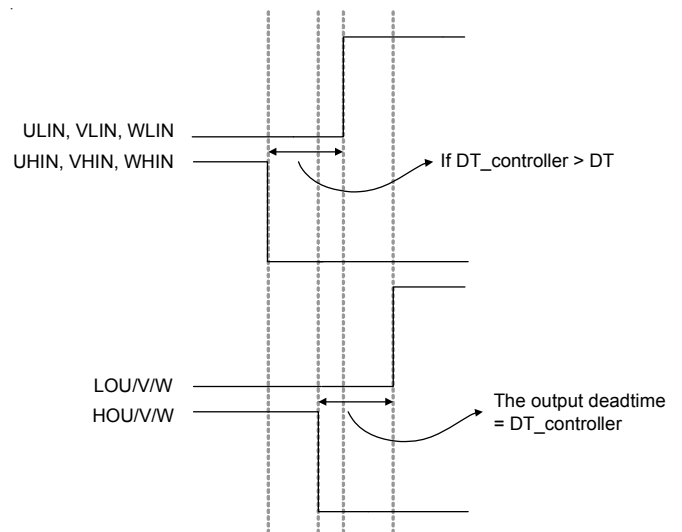 ULIN, VLIN, WLIN
UHIN, VHIN, WHIN
If DT_controller > DT
LOU/V/W
HOU/V/W
The output deadtime
= DT_controller